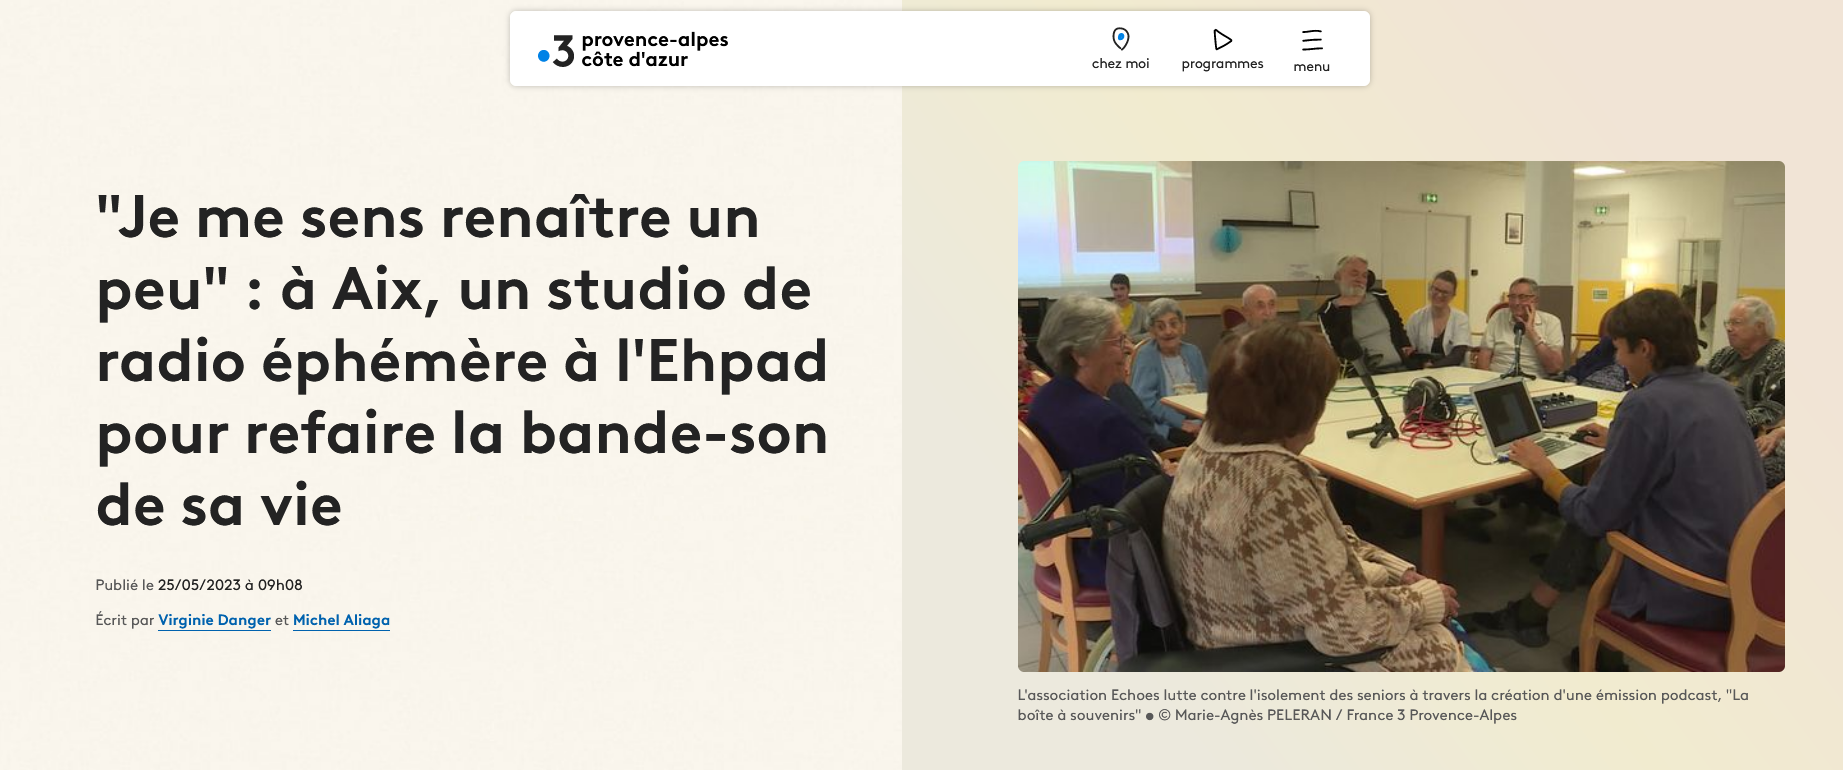 3 provence-alpes
côte d'azur
chez moi
programmes
menu
"Je me sens renaître un
peu" : à Aix, un studio de
radio éphémère à l'Ehpad
pour refaire la bande-son
de sa vie
Publié le 25/05/2023 à 09h08
Écrit par Virginie Danger et Michel Aliaga
L'association Echoes lutte contre l'isolement des seniors à travers la création d'une émission podcast, "La
boîte à souvenirs" ● © Marie-Agnès PELERAN / France 3 Provence-Alpes